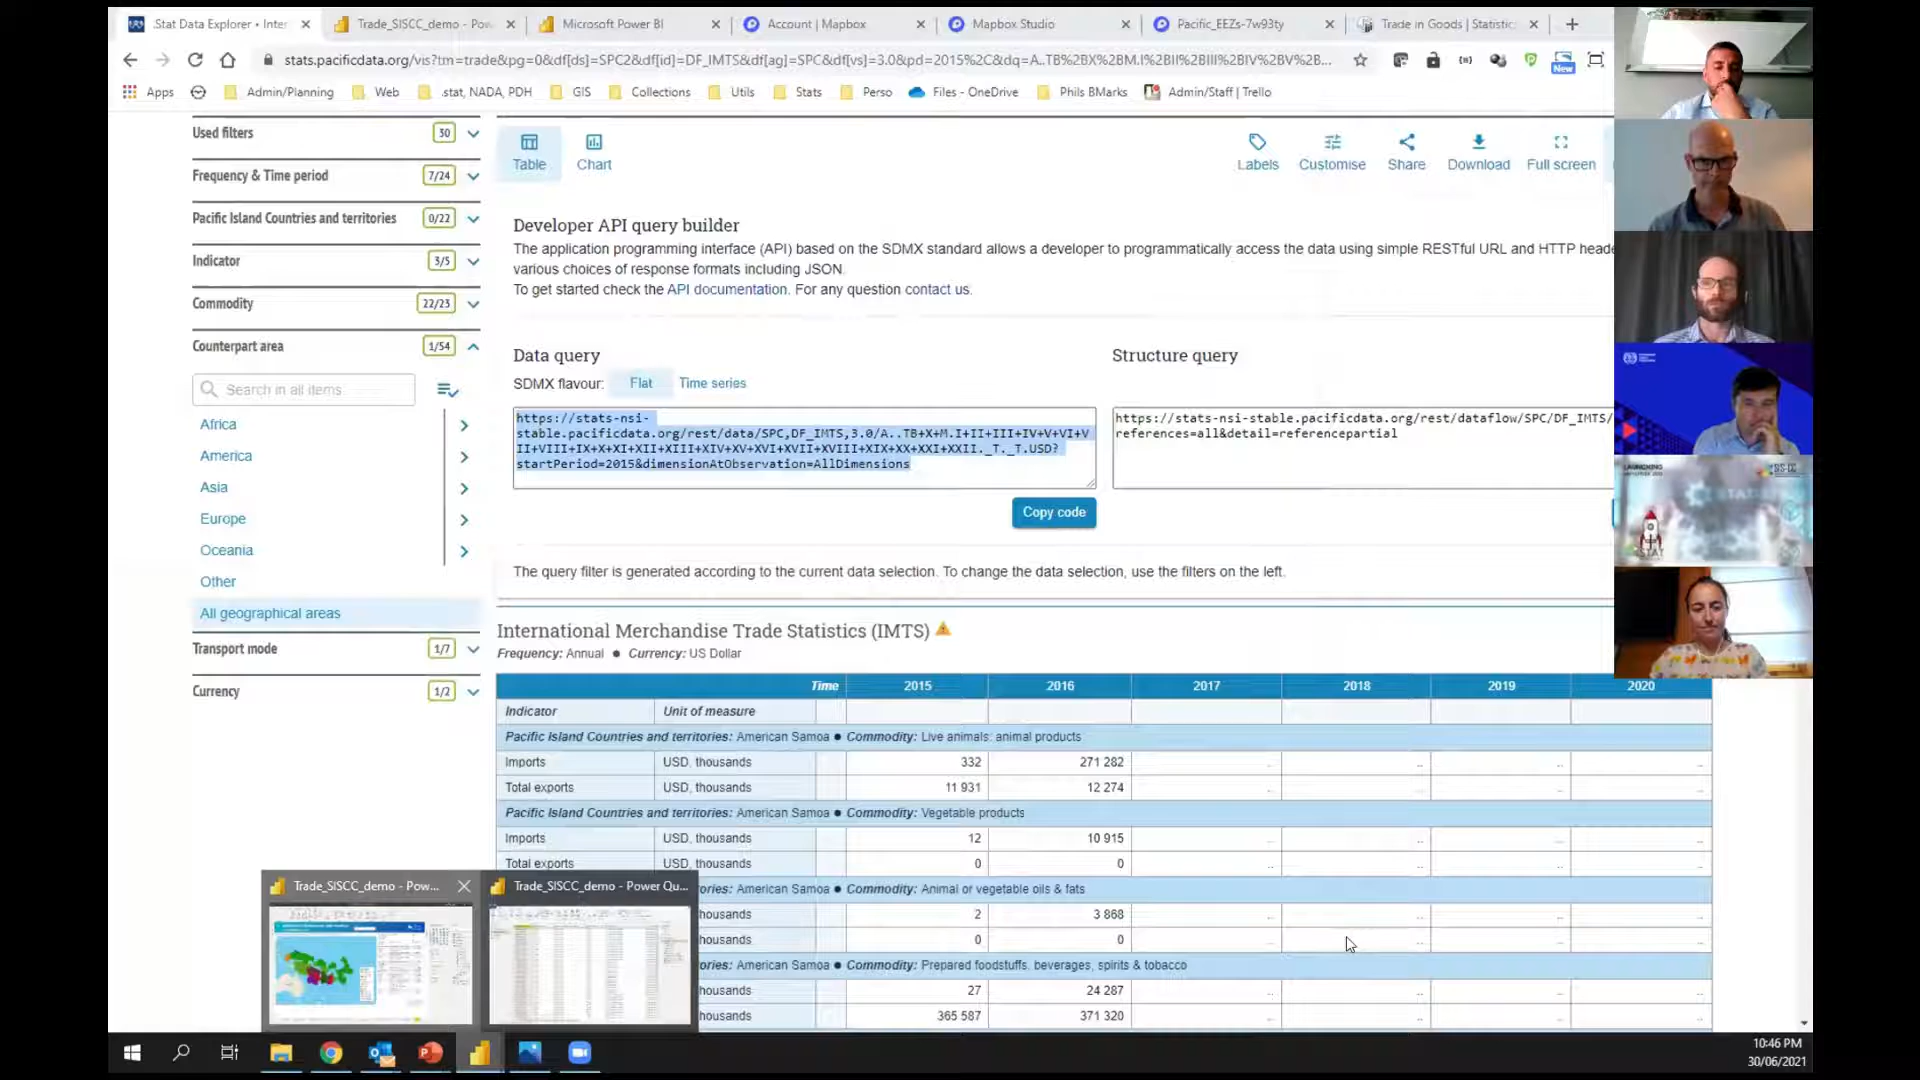 .Stat Data Explorer • Inter
Trade_SISCC_demo - Pow
Microsoft Power BI
Account | Mapbox
Mapbox Studio
Pacific_EEZs-7w93ty
Trade in Goods | Statistic
stats.pacificdata.org/vis?tm=trade&pg=0&df[ds]=SPC2&df[id]=DF_IMTS&df[ag]=SPC&df[vs]=3.0&pd=2015%2C&dq=A..TB%2BX%2BM.I%2BII%2BIII%2BIV%2BV%2B...
New
Apps
Admin/Planning
Web
.stat, NADA, PDH
GIS
Collections
Utils
Stats
Perso
Files - OneDrive
Phils BMarks
Admin/Staff | Trello
Used filters 30
Frequency & Time period 7/24
Pacific Island Countries and territories 0/22
Indicator 3/5
Commodity 22/23
Counterpart area 1/54
Search in all items
Africa
America
Asia
Europe
Oceania
Other
All geographical areas
Transport mode 1/7
Currency 1/2
Table
Chart
Labels
Customise
Share
Download
Full screen
Developer API query builder
The application programming interface (API) based on the SDMX standard allows a developer to programmatically access the data using simple RESTful URL and HTTP heade
various choices of response formats including JSON.
To get started check the API documentation. For any question contact us.
Data query
SDMX flavour: Flat Time series
https://stats-nsi-
stable.pacificdata.org/rest/data/SPC,DF_IMTS,3.0/A..TB+X+M.I+II+III+IV+V+VI+V
II+VIII+IX+X+XI+XII+XIII+XIV+XV+XVI+XVII+XVIII+XIX+XX+XXI+XXII._T._T.USD?
startPeriod=2015&dimensionAtObservation=AllDimensions
Copy code
Structure query
https://stats-nsi-stable.pacificdata.org/rest/dataflow/SPC/DF_IMTS/
references=all&detail=referencepartial
The query filter is generated according to the current data selection. To change the data selection, use the filters on the left.
International Merchandise Trade Statistics (IMTS)
Frequency: Annual • Currency: US Dollar
Time 2015 2016 2017 2018 2019 2020
Indicator Unit of measure
Pacific Island Countries and territories: American Samoa • Commodity: Live animals: animal products
Imports USD, thousands 332 271 282 .. .. .. ..
Total exports USD, thousands 11 931 12 274 .. .. .. ..
Pacific Island Countries and territories: American Samoa • Commodity: Vegetable products
Imports USD, thousands 12 10 915 .. .. .. ..
Total exports USD, thousands 0 0 .. .. .. ..
ories: American Samoa • Commodity: Animal or vegetable oils & fats
housands 2 3 868 .. .. .. ..
housands 0 0 .. .. .. ..
ories: American Samoa • Commodity: Prepared foodstuffs, beverages, spirits & tobacco
housands 27 24 287 .. .. .. ..
housands 365 587 371 320 .. .. .. ..
Trade_SISCC_demo - Pow...
Trade_SISCC_demo - Power Qu...
LAUNCHING
SIS-CC
.STAT
10:46 PM
30/06/2021